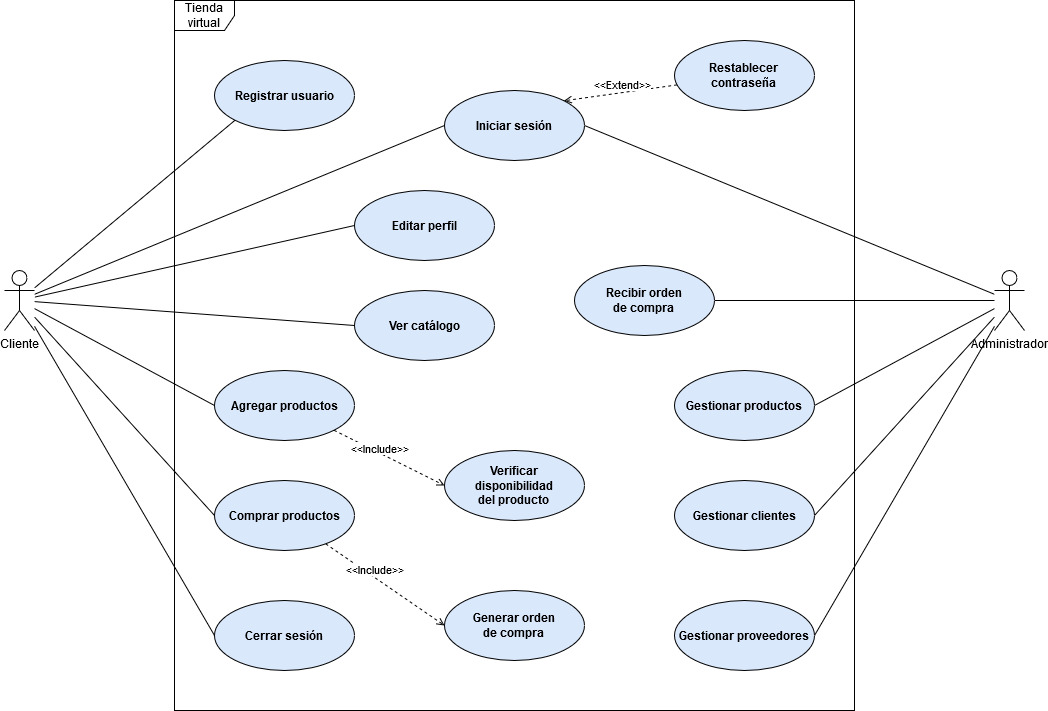 Tienda
virtual
Registrar usuario
Iniciar sesión
<<Extend>>
Restablecer
contraseña
Editar perfil
Ver catálogo
Recibir orden
de compra
Cliente
Administrador
Agregar productos
Gestionar productos
<<Include>>
Verificar
disponibilidad
del producto
Comprar productos
Gestionar clientes
<<Include>>
Generar orden
de compra
Cerrar sesión
Gestionar proveedores